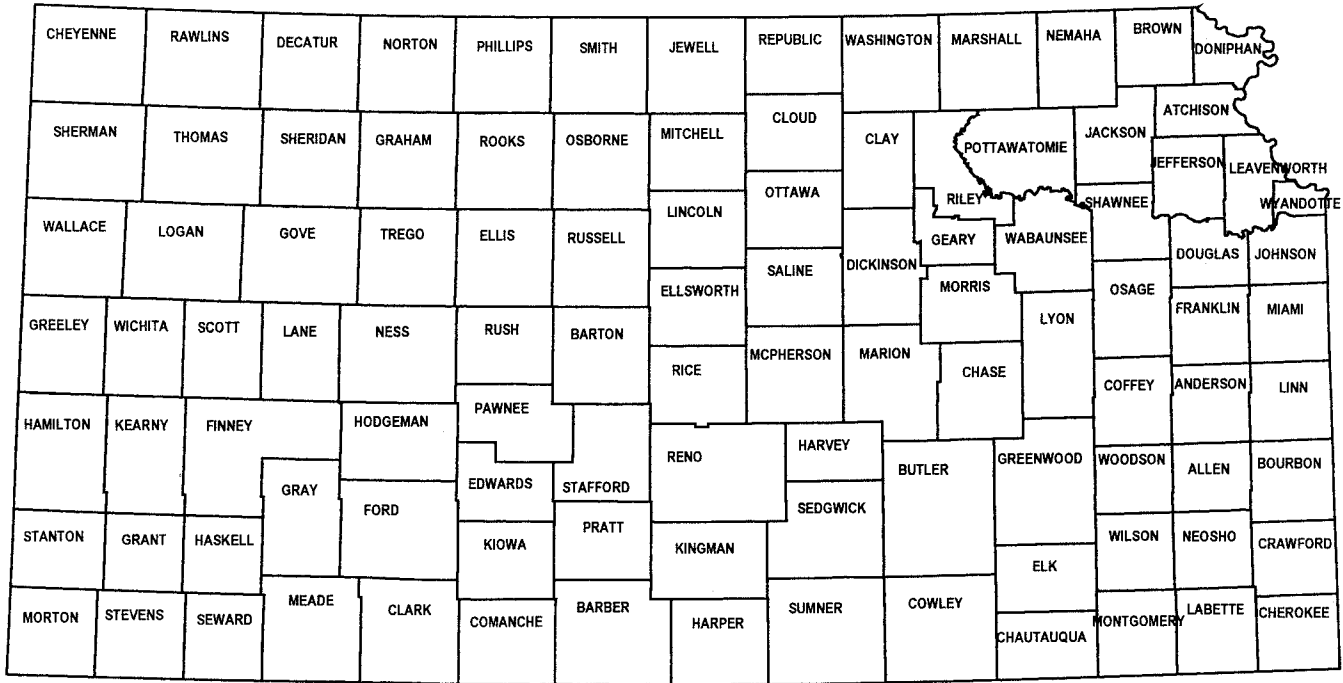 CHEYENNE
RAWLINS
DECATUR
NORTON
PHILLIPS
SMITH
JEWELL
REPUBLIC
WASHINGTON
MARSHALL
NEMAHA
BROWN
DONIPHAN
SHERMAN
THOMAS
SHERIDAN
GRAHAM
ROOKS
OSBORNE
MITCHELL
CLOUD
CLAY
POTTAWATOMIE
JACKSON
ATCHISON
JEFFERSON
LEAVENWORTH
WYANDOTTE
LINCOLN
OTTAWA
RILEY
SHAWNEE
WALLACE
LOGAN
GOVE
TREGO
ELLIS
RUSSELL
ELLSWORTH
SALINE
DICKINSON
GEARY
WABAUNSEE
DOUGLAS
JOHNSON
MORRIS
OSAGE
GREELEY
WICHITA
SCOTT
LANE
NESS
RUSH
BARTON
RICE
MCPHERSON
MARION
CHASE
LYON
FRANKLIN
MIAMI
COFFEY
ANDERSON
LINN
HAMILTON
KEARNY
FINNEY
HODGEMAN
PAWNEE
RENO
HARVEY
BUTLER
GREENWOOD
WOODSON
ALLEN
BOURBON
GRAY
FORD
EDWARDS
STAFFORD
SEDGWICK
STANTON
GRANT
HASKELL
KIOWA
PRATT
KINGMAN
ELK
WILSON
NEOSHO
CRAWFORD
MORTON
STEVENS
SEWARD
MEADE
CLARK
COMANCHE
BARBER
HARPER
SUMNER
COWLEY
CHAUTAUQUA
MONTGOMERY
LABETTE
CHEROKEE